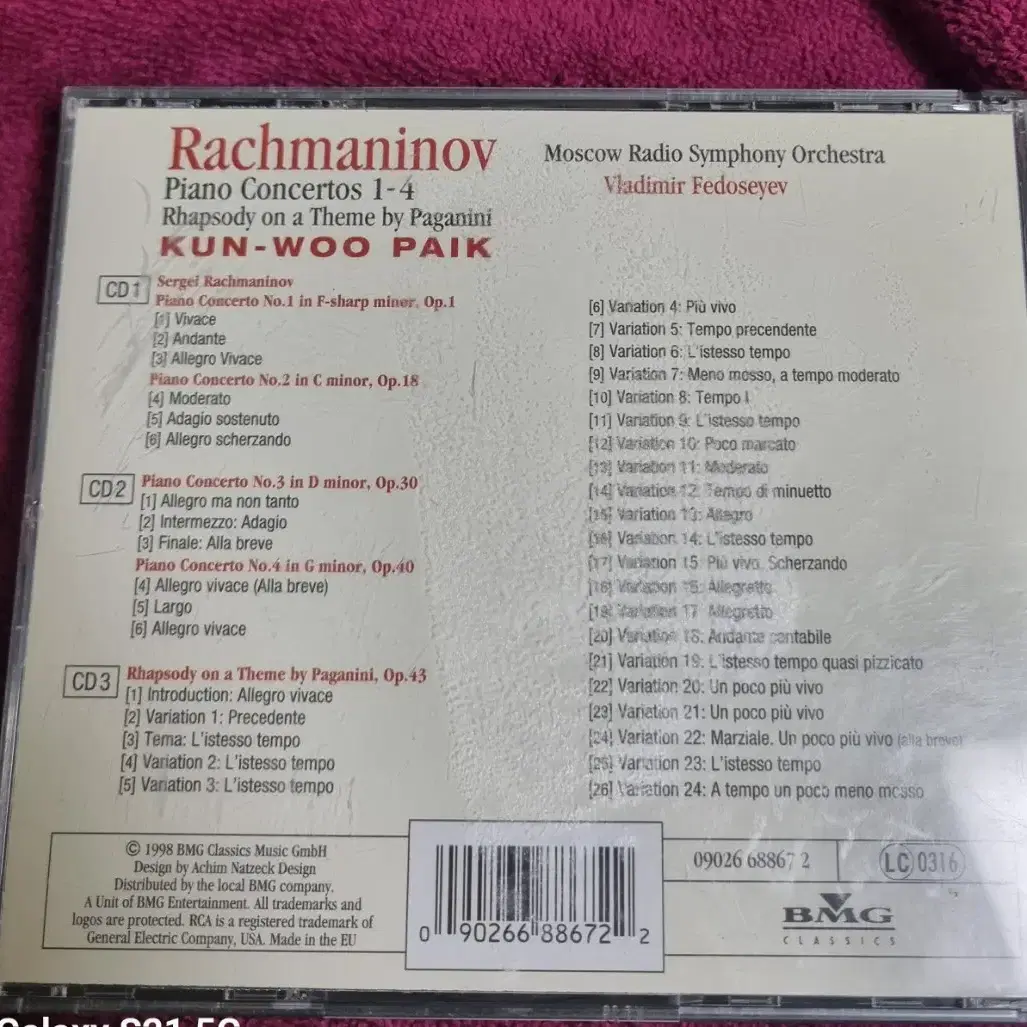 Rachmaninov
Piano Concertos 1-4
Rhapsody on a Theme by Paganini
KUN-WOO PAIK
Moscow Radio Symphony Orchestra
Vladimir Fedoseyev
CD 1
Sergei Rachmaninov
Piano Concerto No.1 in F-sharp minor, Op.1
[1] Vivace
[2] Andante
[3] Allegro Vivace
Piano Concerto No.2 in C minor, Op.18
[4] Moderato
[5] Adagio sostenuto
[6] Allegro scherzando
CD 2
Piano Concerto No.3 in D minor, Op.30
[1] Allegro ma non tanto
[2] Intermezzo: Adagio
[3] Finale: Alla breve
Piano Concerto No.4 in G minor, Op.40
[4] Allegro vivace (Alla breve)
[5] Largo
[6] Allegro vivace
CD 3
Rhapsody on a Theme by Paganini, Op.43
[1] Introduction: Allegro vivace
[2] Variation 1: Precedente
[3] Tema: L'istesso tempo
[4] Variation 2: L'istesso tempo
[5] Variation 3: L'istesso tempo
[6] Variation 4: Più vivo
[7] Variation 5: Tempo precendente
[8] Variation 6: L'istesso tempo
[9] Variation 7: Meno mosso, a tempo moderato
[10] Variation 8: Tempo I
[11] Variation 9: L'istesso tempo
[12] Variation 10: Poco marcato
[13] Variation 11: Moderato
[14] Variation 12: Tempo di minuetto
[15] Variation 13: Allegro
[16] Variation 14: L'istesso tempo
[17] Variation 15: Più vivo. Scherzando
[18] Variation 16: Allegretto
[19] Variation 17: Allegretto
[20] Variation 18: Andante cantabile
[21] Variation 19: L'istesso tempo quasi pizzicato
[22] Variation 20: Un poco più vivo
[23] Variation 21: Un poco più vivo
[24] Variation 22: Marziale. Un poco più vivo (alla breve)
[25] Variation 23: L'istesso tempo
[26] Variation 24: A tempo un poco meno mosso
© 1998 BMG Classics Music GmbH
Design by Achim Natzeck Design
Distributed by the local BMG company.
A Unit of BMG Entertainment. All trademarks and
logos are protected. RCA is a registered trademark of
General Electric Company, USA. Made in the EU
0 90266 88672 2
09026 68867 2
LC 0316
BMG
CLASSICS
Galaxy S21 5G